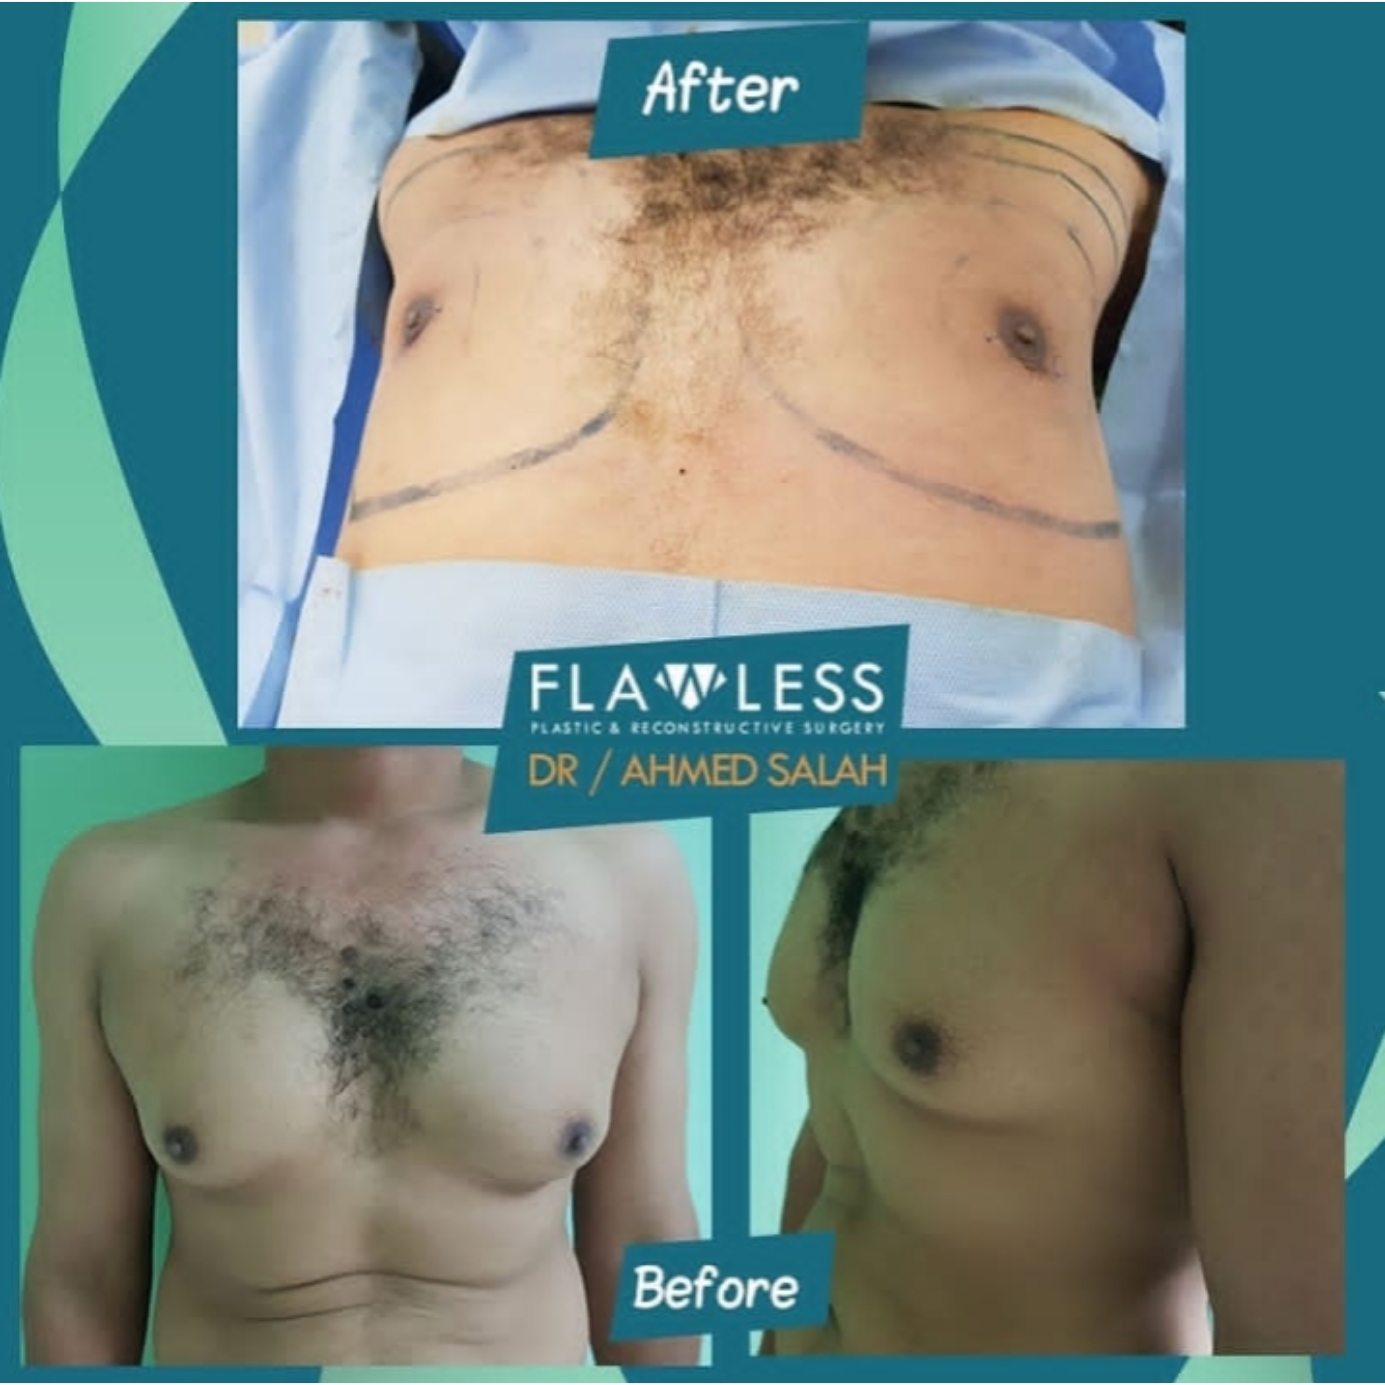 After
FLAWLESS
PLASTIC & RECONSTRUCTIVE SURGERY
DR / AHMED SALAH
Before